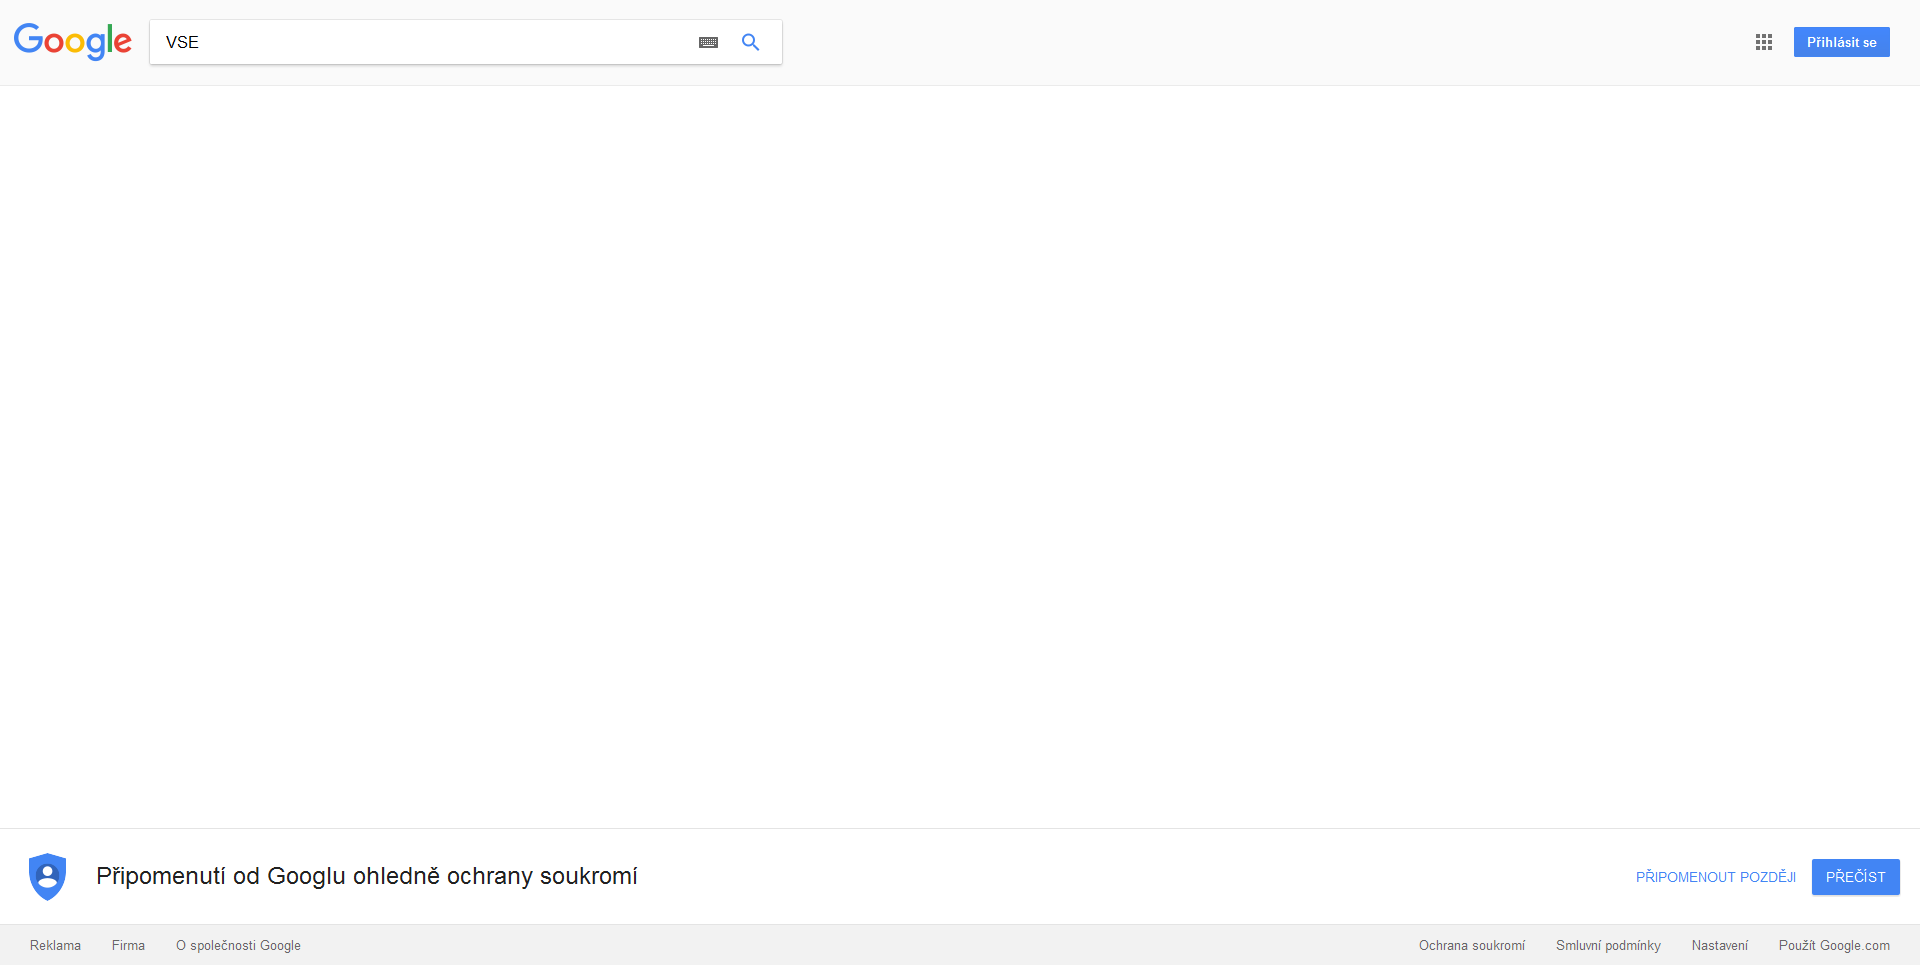 Google
VSE
Přihlásit se
Připomenutí od Googlu ohledně ochrany soukromí
PŘIPOMENOUT POZDĚJI
PŘEČÍST
Reklama
Firma
O společnosti Google
Ochrana soukromí
Smluvní podmínky
Nastavení
Použít Google.com